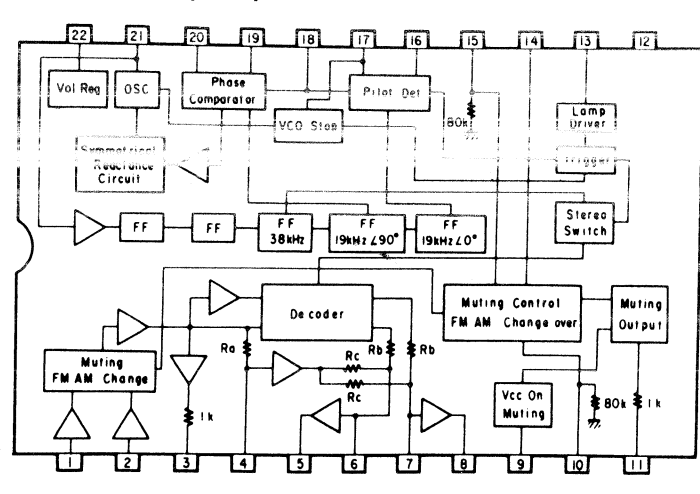 22 21 20 19 18 17 16 15 14 13 12
Vol Reg
OSC
Phase
Comparator
Pilot Det
80k
Lamp
Driver
VCO Stop
Symmetrical
Reactance
Circuit
Trigger
FF
FF
FF
38kHz
FF
19kHz∠90°
FF
19kHz∠0°
Stereo
Switch
Decoder
Muting Control
FM AM Change over
Muting
Output
Ra
Rc
Rb
Rb
Muting
FM AM Change
Rc
1k
Vcc On
Muting
80k
1k
1 2 3 4 5 6 7 8 9 10 11